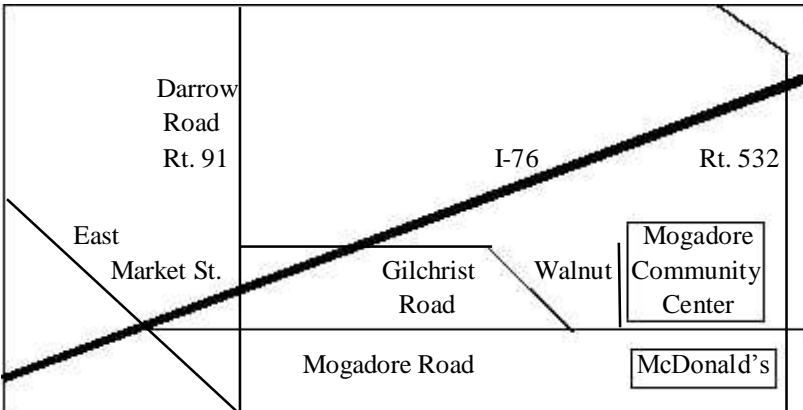 Darrow
Road
Rt. 91
I-76
Rt. 532
East
Market St.
Gilchrist
Road
Walnut
Mogadore
Community
Center
Mogadore Road
McDonald's